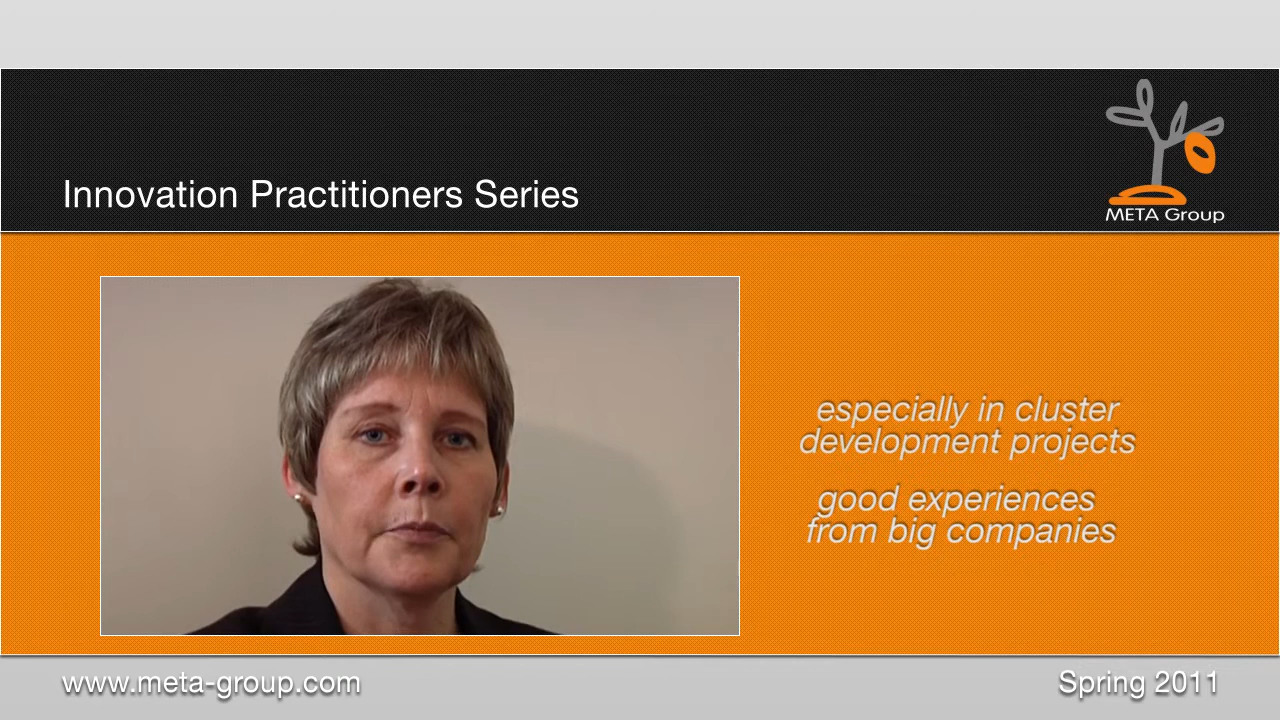 Innovation Practitioners Series
META Group
especially in cluster
development projects
good experiences
from big companies
www.meta-group.com
Spring 2011